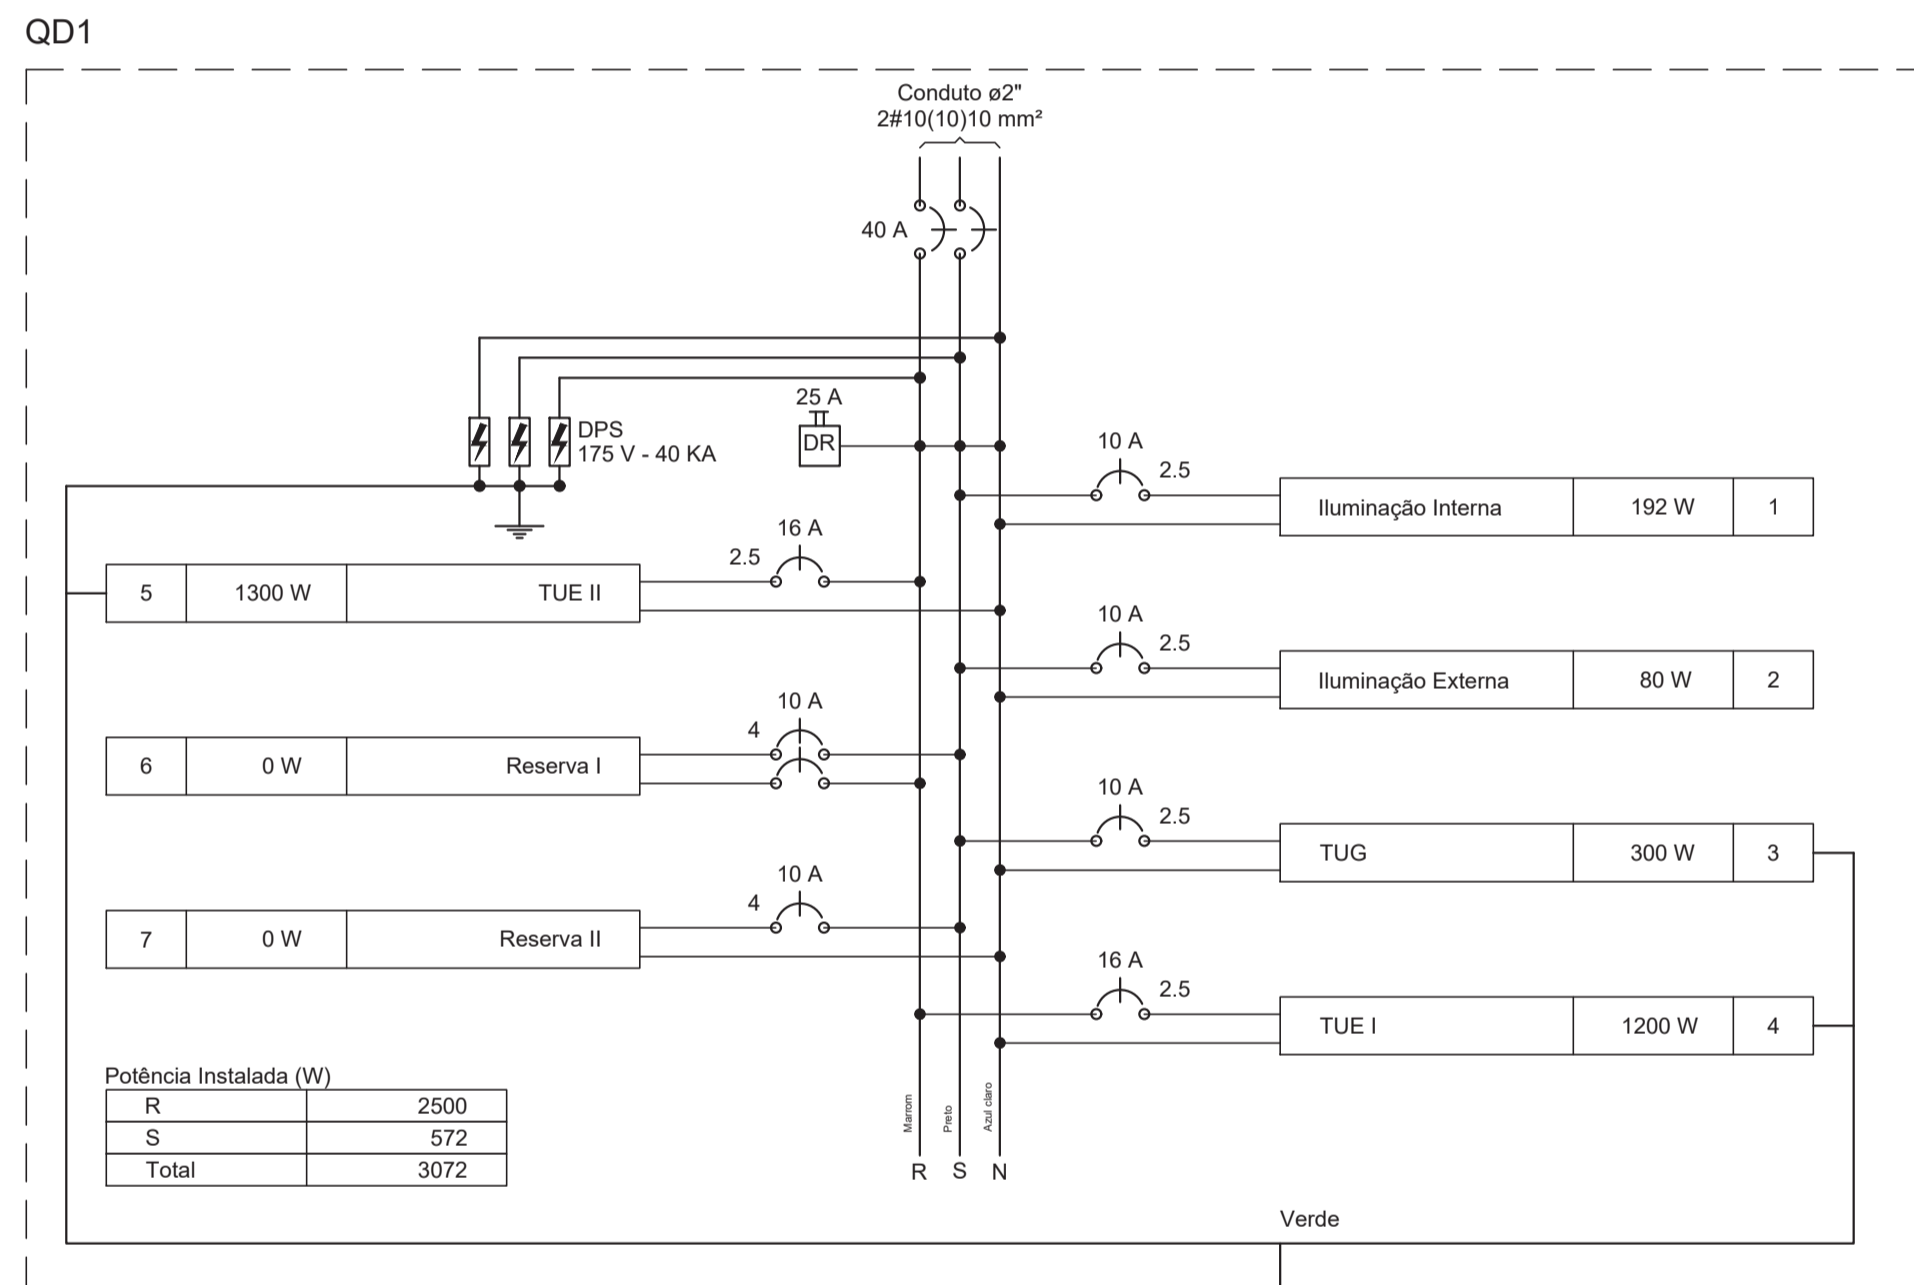 QD1
Conduto ø2"
2#10(10)10 mm²
40 A
25 A
DR
DPS
175 V - 40 KA
10 A
2.5
Iluminação Interna 192 W 1
16 A
2.5
5 1300 W TUE II
10 A
2.5
Iluminação Externa 80 W 2
10 A
4
6 0 W Reserva I
10 A
2.5
TUG 300 W 3
10 A
4
7 0 W Reserva II
16 A
2.5
TUE I 1200 W 4
Potência Instalada (W)
R 2500
S 572
Total 3072
Marrom
Preto
Azul claro
R S N
Verde